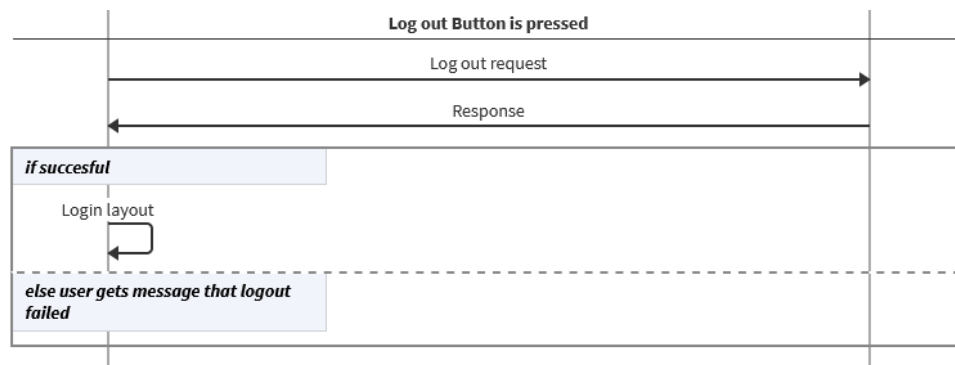 Log out Button is pressed
Log out request
Response
if succesful
Login layout
else user gets message that logout
failed